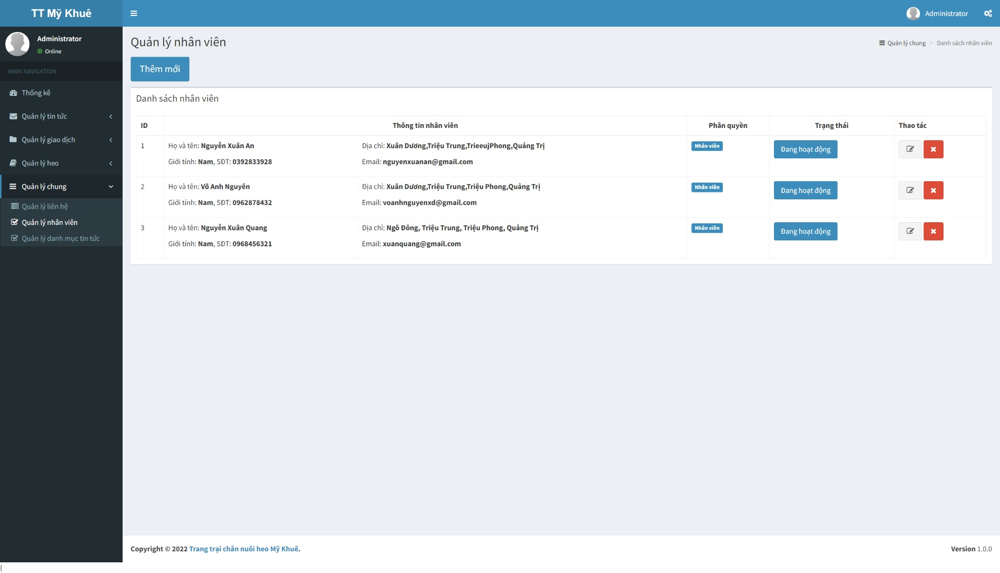 TT Mỹ Khuê
Administrator
Administrator
Online
MAIN NAVIGATION
Thống kê
Quản lý tin tức
Quản lý giao dịch
Quản lý heo
Quản lý chung
Quản lý liên hệ
Quản lý nhân viên
Quản lý danh mục tin tức
Quản lý nhân viên
Quản lý chung > Danh sách nhân viên
Thêm mới
Danh sách nhân viên
ID Thông tin nhân viên Phân quyền Trạng thái Thao tác
1 Họ và tên: Nguyễn Xuân An Địa chỉ: Xuân Dương,Triệu Trung,TrieeujPhong,Quảng Trị Nhân viên Đang hoạt động
Giới tính: Nam, SĐT: 0392833928 Email: nguyenxuanan@gmail.com
2 Họ và tên: Võ Anh Nguyên Địa chỉ: Xuân Dương,Triệu Trung,Triệu Phong,Quảng Trị Nhân viên Đang hoạt động
Giới tính: Nam, SĐT: 0962878432 Email: voanhnguyenxd@gmail.com
3 Họ và tên: Nguyễn Xuân Quang Địa chỉ: Ngô Đông, Triệu Trung, Triệu Phong, Quảng Trị Nhân viên Đang hoạt động
Giới tính: Nam, SĐT: 0968456321 Email: xuanquang@gmail.com
Copyright © 2022 Trang trại chăn nuôi heo Mỹ Khuê. Version 1.0.0
{